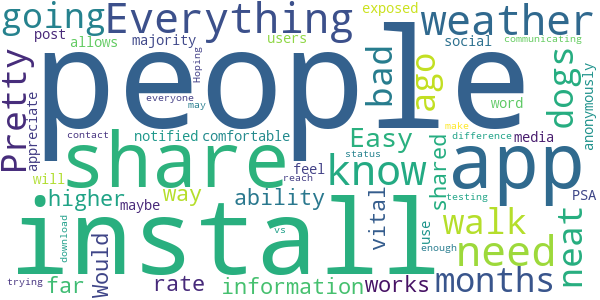 going Everything weather
post exposed
allows majority users social communicating
people
Pretty appreciate Hoping everyone may
bad ago word dogs anonymously
share app
contact make difference
notified comfortable Easy media
install know status shared
will higher maybe feel reach testing PSA
way ability vital use walk neat
download vs enough need
Would
far rate information works months
trying